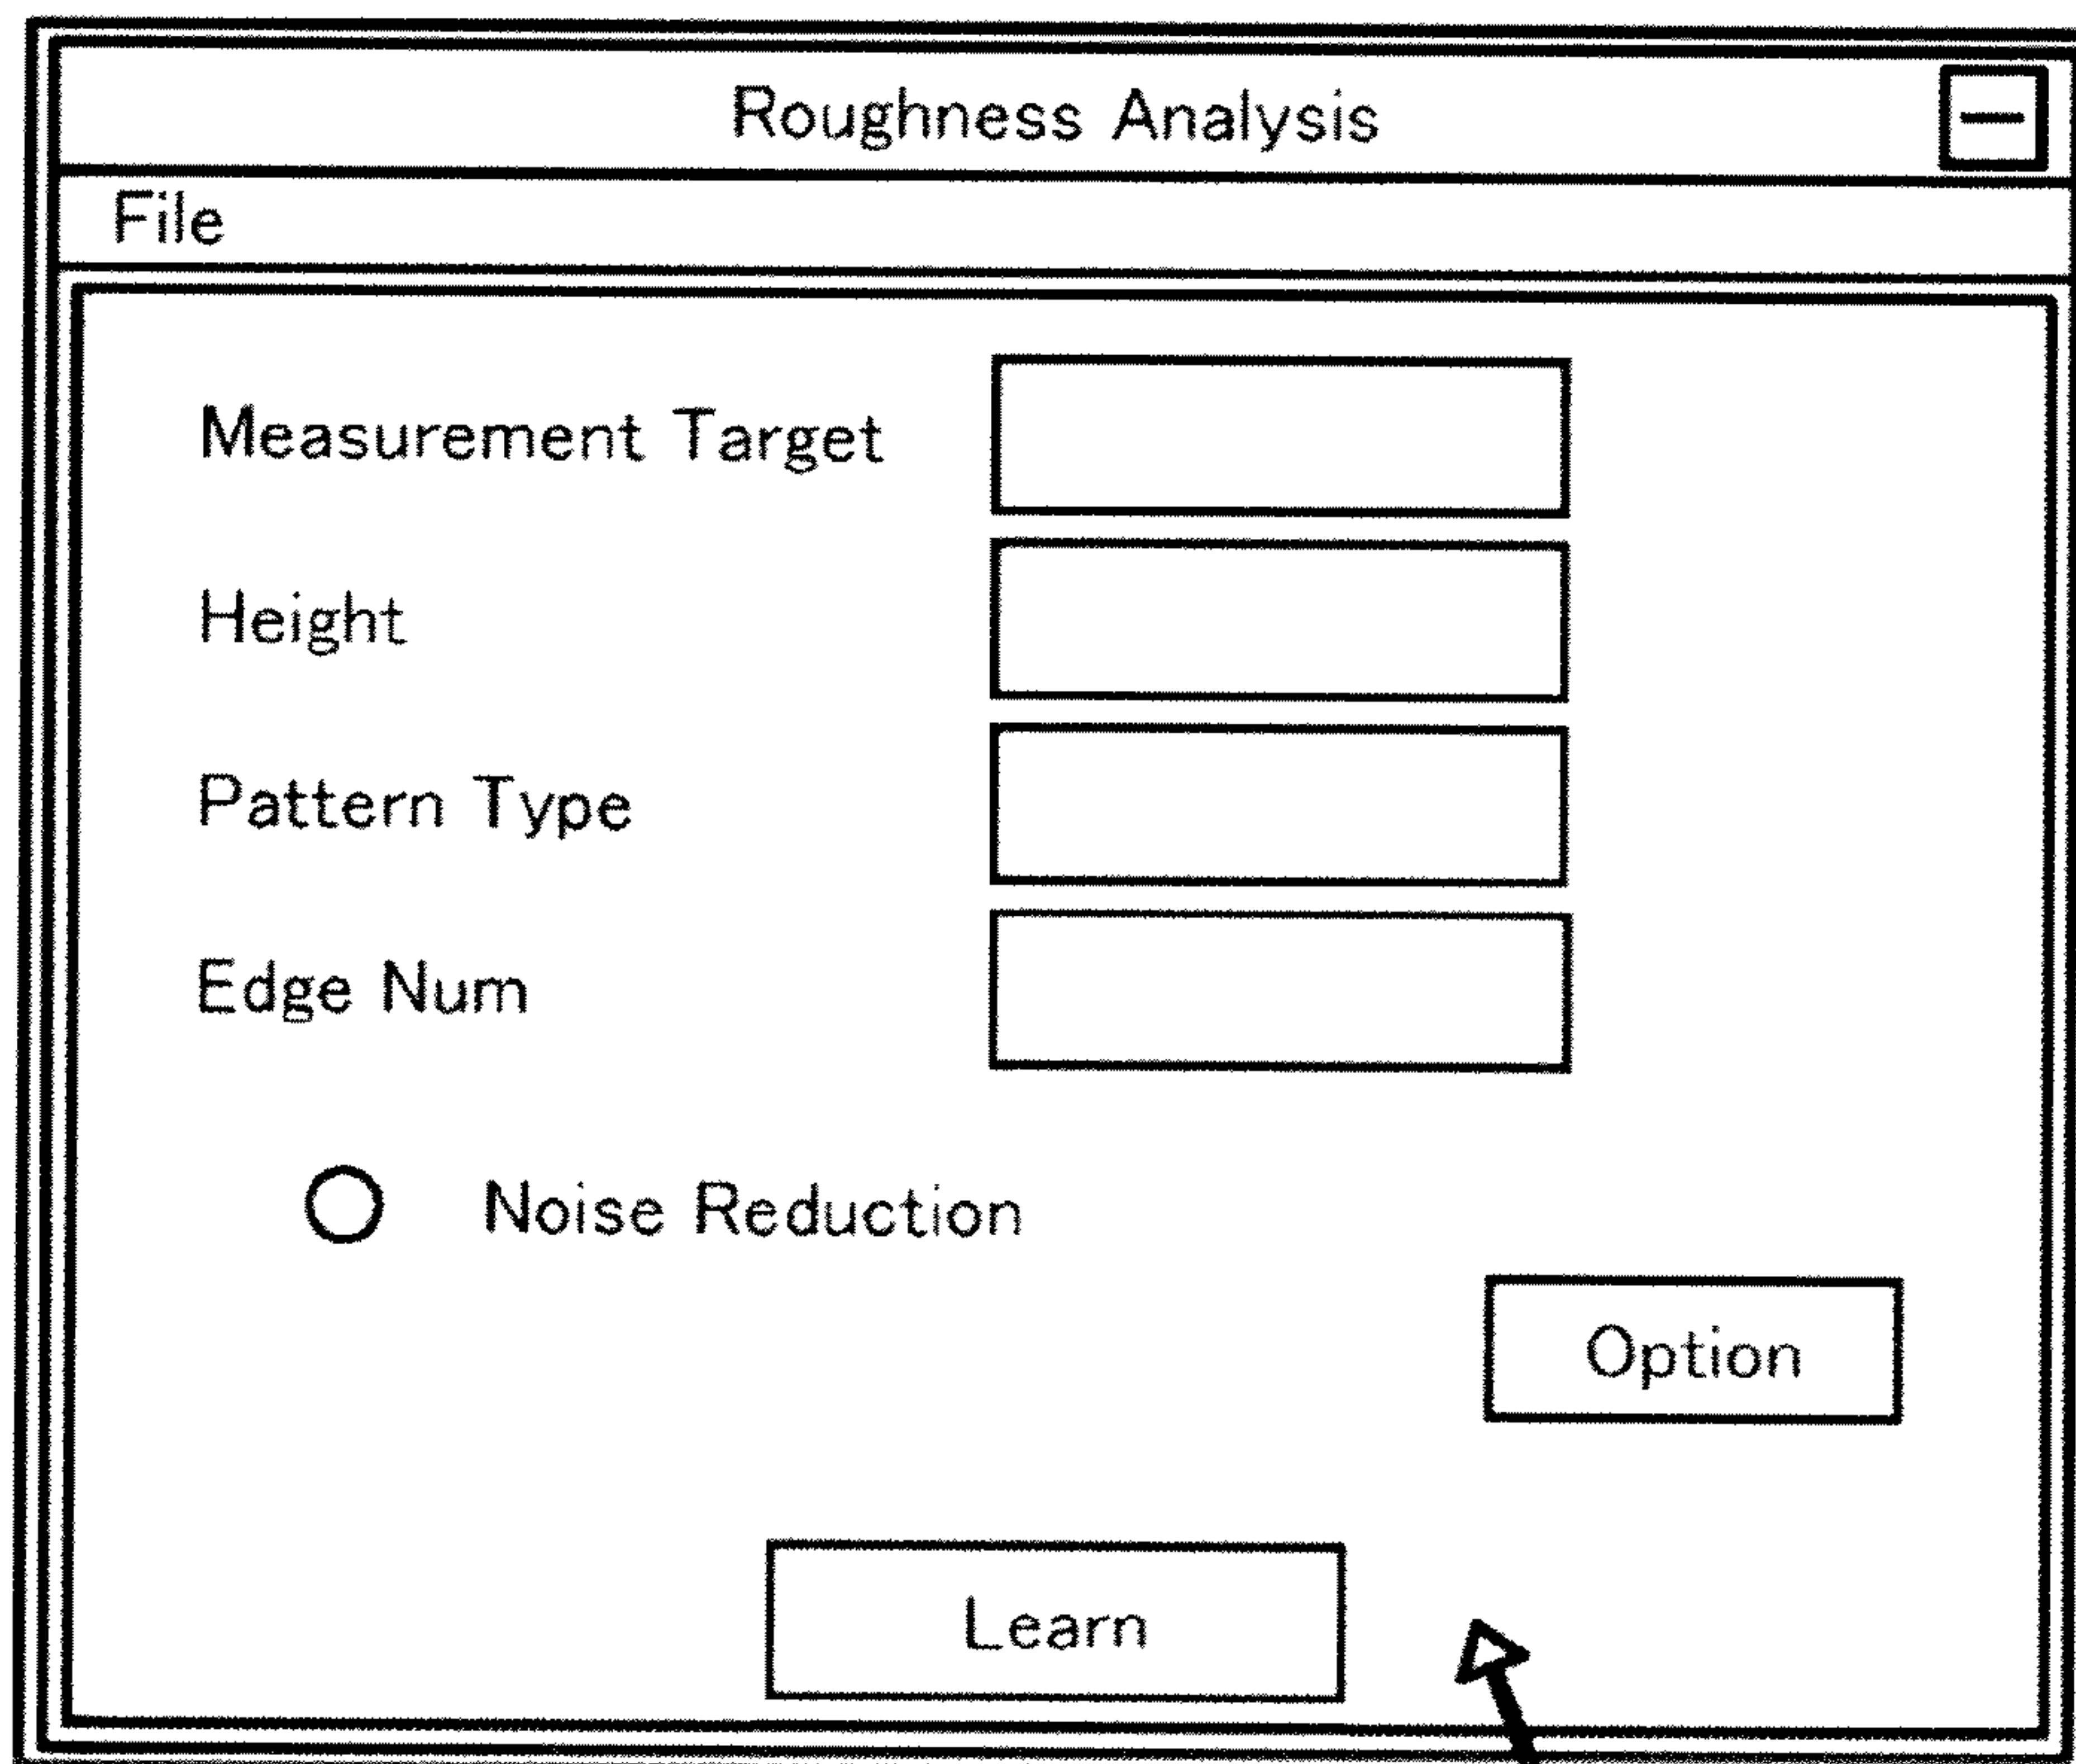 Roughness Analysis
File
Measurement Target
Height
Pattern Type
Edge Num
Noise Reduction
Option
Learn